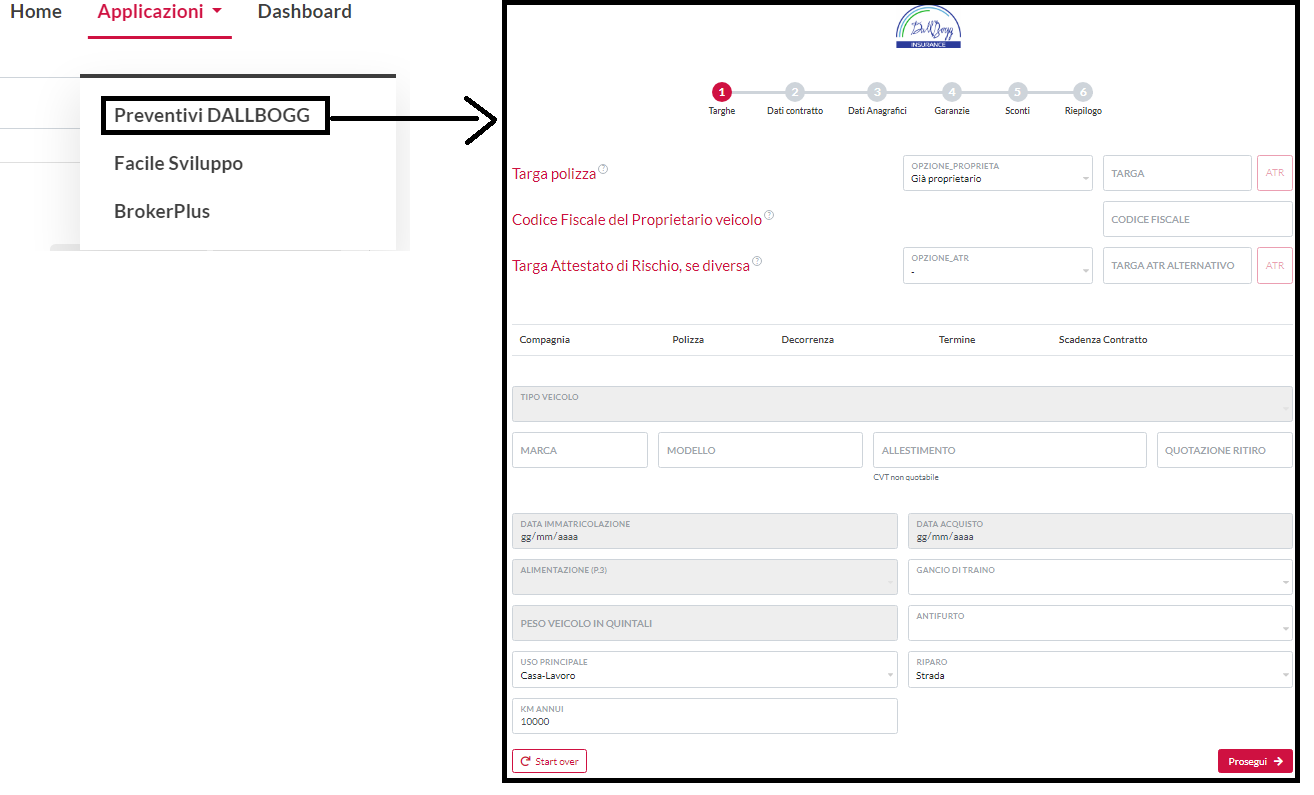 Home Applicazioni Dashboard
Preventivi DALLBOGG
Facile Sviluppo
BrokerPlus
DallBogg
INSURANCE
1 2 3 4 5 6
Targhe Dati contratto Dati Anagrafici Garanzie Sconti Riepilogo
Targa polizza ?
OPZIONE_PROPRIETA
Già proprietario
TARGA
ATR
Codice Fiscale del Proprietario veicolo ?
CODICE FISCALE
Targa Attestato di Rischio, se diversa ?
OPZIONE_ATR
-
TARGA ATR ALTERNATIVO
ATR
Compagnia Polizza Decorrenza Termine Scadenza Contratto
TIPO VEICOLO
MARCA MODELLO ALLESTIMENTO QUOTAZIONE RITIRO
CVT non quotabile
DATA IMMATRICOLAZIONE
gg/mm/aaaa
DATA ACQUISTO
gg/mm/aaaa
ALIMENTAZIONE (P.3)
GANCIO DI TRAINO
PESO VEICOLO IN QUINTALI
ANTIFURTO
USO PRINCIPALE
Casa-Lavoro
RIPARO
Strada
KM ANNUI
10000
Start over
Prosegui